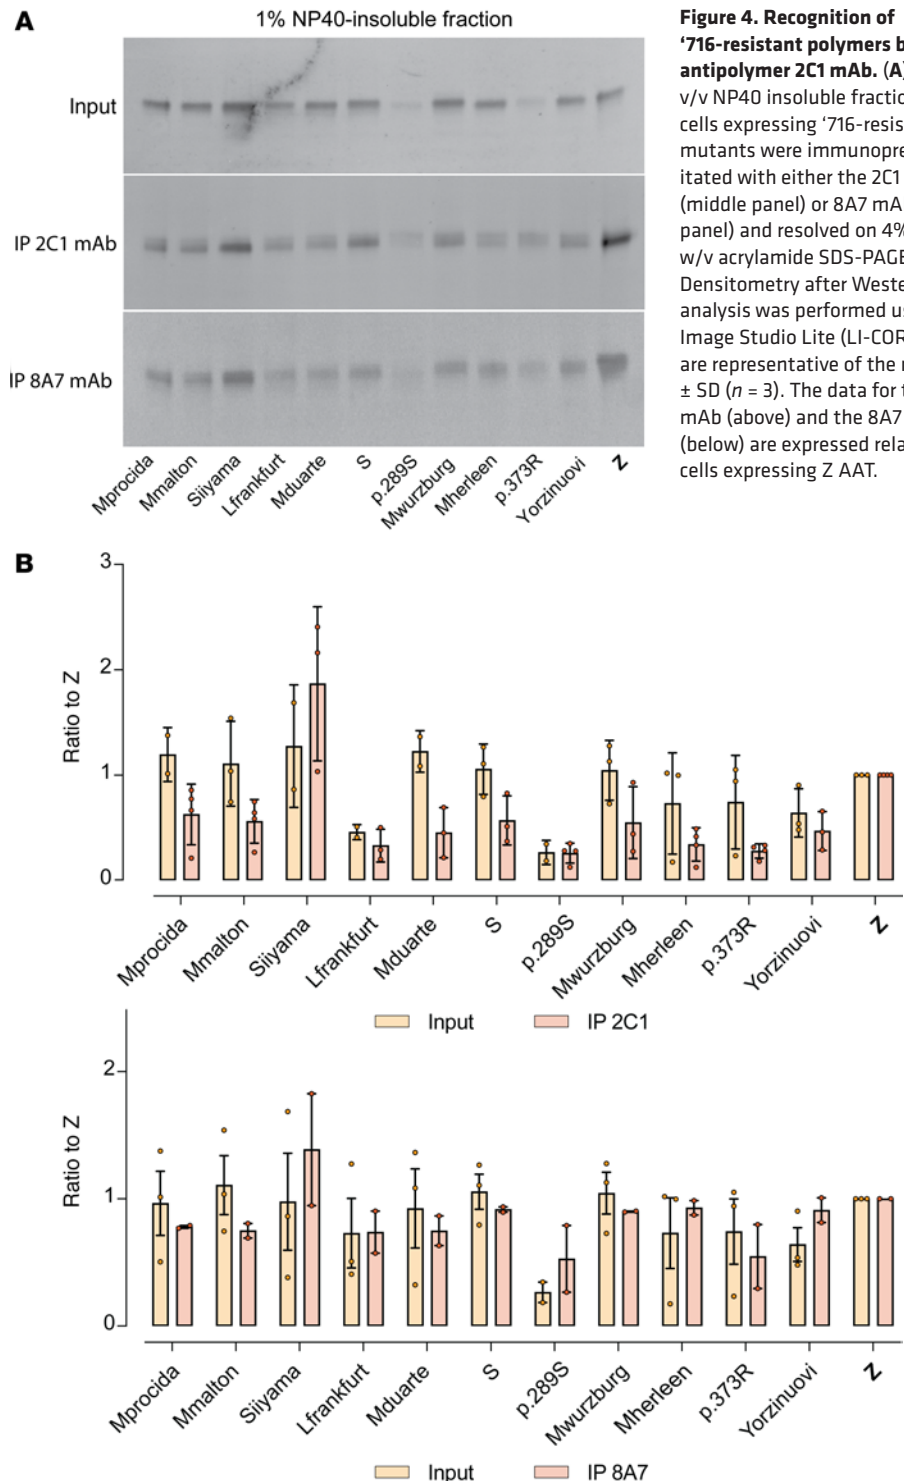 A
1% NP40-insoluble fraction
Input
IP 2C1 mAb
IP 8A7 mAb
Mprocida
Mmalton
Siiyama
Lfrankfurt
Mduarte
S
p.289S
Mwurzburg
Mherleen
p.373R
Yorzinuovi
Z
Figure 4. Recognition of
‘716-resistant polymers b
antipolymer 2C1 mAb. (A)
v/v NP40 insoluble fraction
cells expressing ‘716-resis
mutants were immunopre
itated with either the 2C1
(middle panel) or 8A7 mA
panel) and resolved on 4%
w/v acrylamide SDS-PAGE
Densitometry after Weste
analysis was performed us
Image Studio Lite (LI-COR
are representative of the m
± SD (n = 3). The data for t
mAb (above) and the 8A7
(below) are expressed rela
cells expressing Z AAT.
B
Ratio to Z
3
2
1
0
Mprocida
Mmalton
Siiyama
Lfrankfurt
Mduarte
S
p.289S
Mwurzburg
Mherleen
p.373R
Yorzinuovi
Z
Input
IP 2C1
Ratio to Z
2
1
0
Mprocida
Mmalton
Siiyama
Lfrankfurt
Mduarte
S
p.289S
Mwurzburg
Mherleen
p.373R
Yorzinuovi
Z
Input
IP 8A7